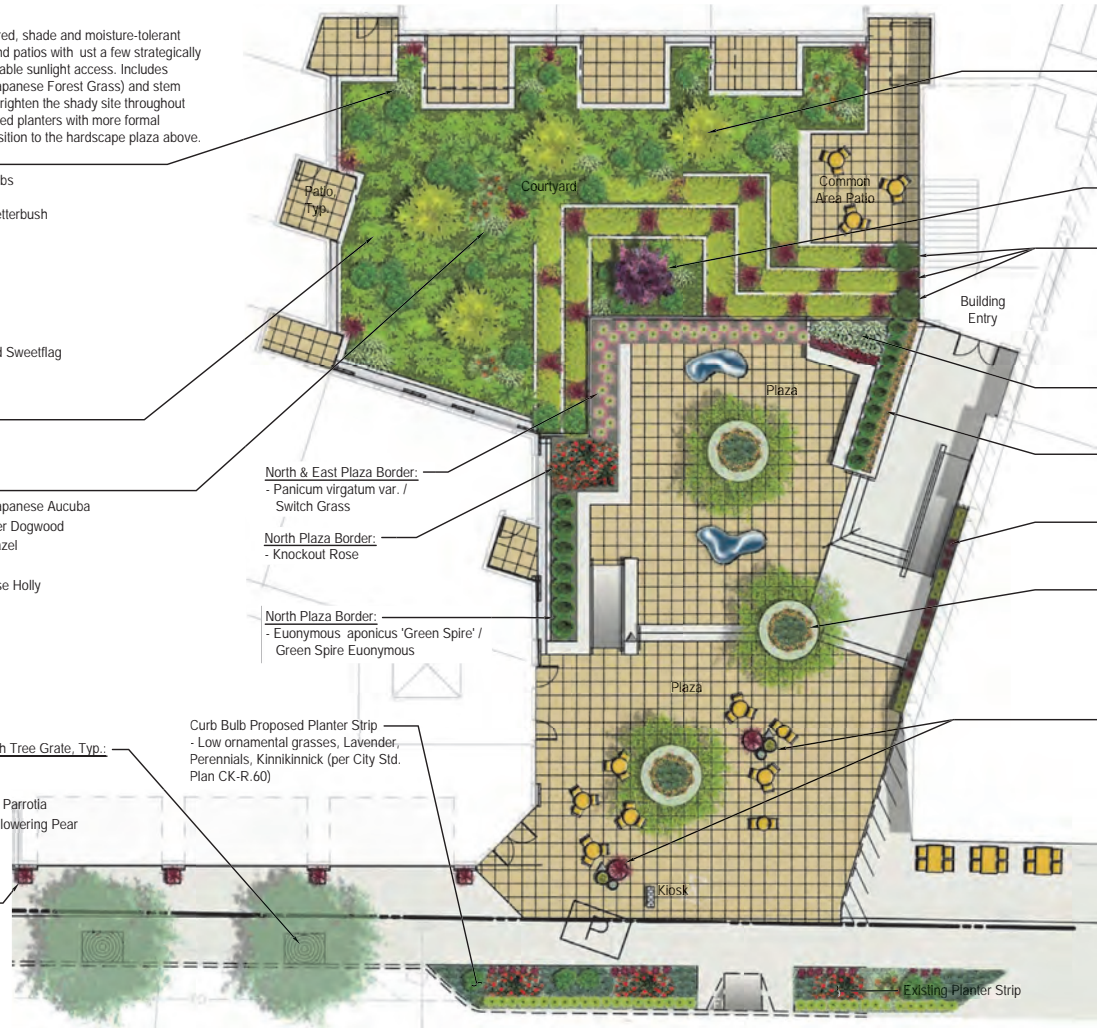 red, shade and moisture-tolerant
nd patios with ust a few strategically
able sunlight access. Includes
apanese Forest Grass) and stem
righten the shady site throughout
ed planters with more formal
sition to the hardscape plaza above.
bs
etterbush
d Sweetflag
apanese Aucuba
er Dogwood
azel
se Holly
Patio,
Typ.
Courtyard
Common
Area Patio
Building
Entry
Plaza
North & East Plaza Border:
- Panicum virgatum var. /
Switch Grass
North Plaza Border:
- Knockout Rose
North Plaza Border:
- Euonymous aponicus 'Green Spire' /
Green Spire Euonymous
Plaza
Curb Bulb Proposed Planter Strip
- Low ornamental grasses, Lavender,
Perennials, Kinnikinnick (per City Std.
Plan CK-R.60)
h Tree Grate, Typ.:
Parrotia
lowering Pear
Kiosk
P
Existing Planter Strip